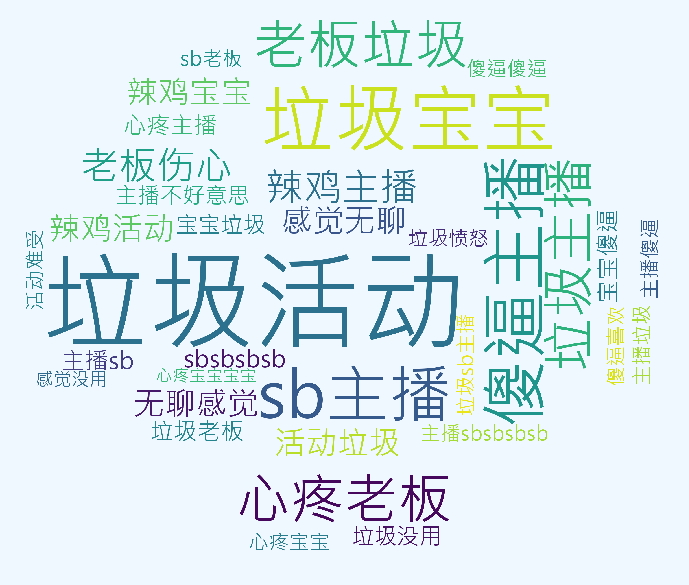 老板垃圾
sb老板
傻逼傻逼
辣鸡宝宝
垃圾宝宝
心疼主播
老板伤心
辣鸡主播
主播不好意思
感觉无聊
辣鸡活动
宝宝垃圾
垃圾愤怒
傻逼主播
垃圾主播
宝宝傻逼
主播傻逼
活动难受
垃圾活动
主播sb
sbsbsbsb
感觉没用
心疼宝宝宝宝
无聊感觉
sb主播
垃圾sb主播
傻逼喜欢
主播垃圾
垃圾老板
活动垃圾
主播sbsbsbsb
心疼老板
心疼宝宝
垃圾没用